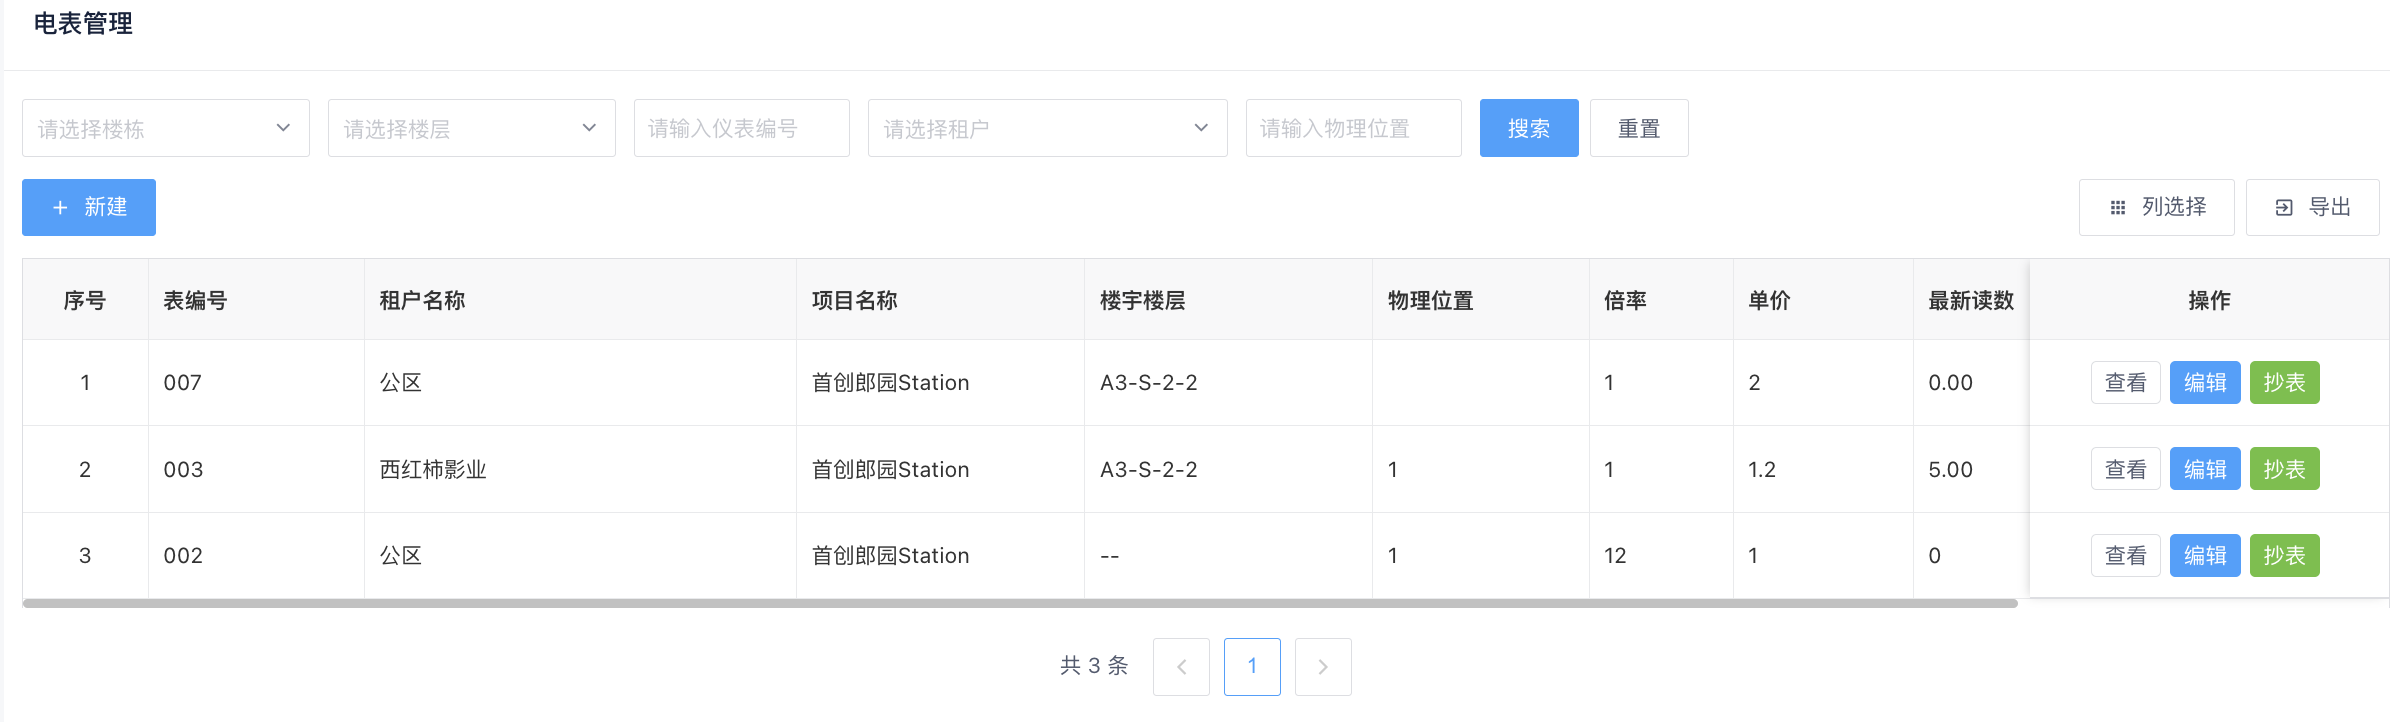 电表管理
请选择楼栋 请选择楼层 请输入仪表编号 请选择租户 请输入物理位置 搜索 重置
+ 新建 列选择 导出
序号 表编号 租户名称 项目名称 楼宇楼层 物理位置 倍率 单价 最新读数 操作
1 007 公区 首创郎园Station A3-S-2-2 1 2 0.00 查看 编辑 抄表
2 003 西红柿影业 首创郎园Station A3-S-2-2 1 1 1.2 5.00 查看 编辑 抄表
3 002 公区 首创郎园Station -- 1 12 1 0 查看 编辑 抄表
共 3 条 < 1 >